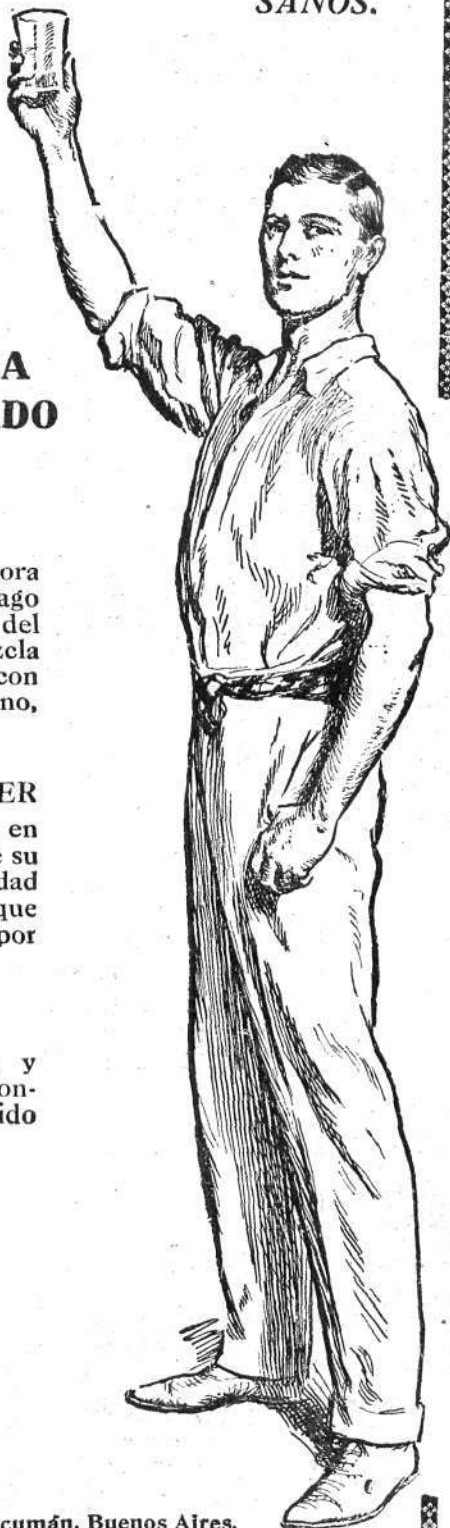 SANOS.
A
DO
ora
ago
del
zcla
con
no,
ER
en
e su
dad
que
por
y
on-
ido
cumán, Buenos Aires.